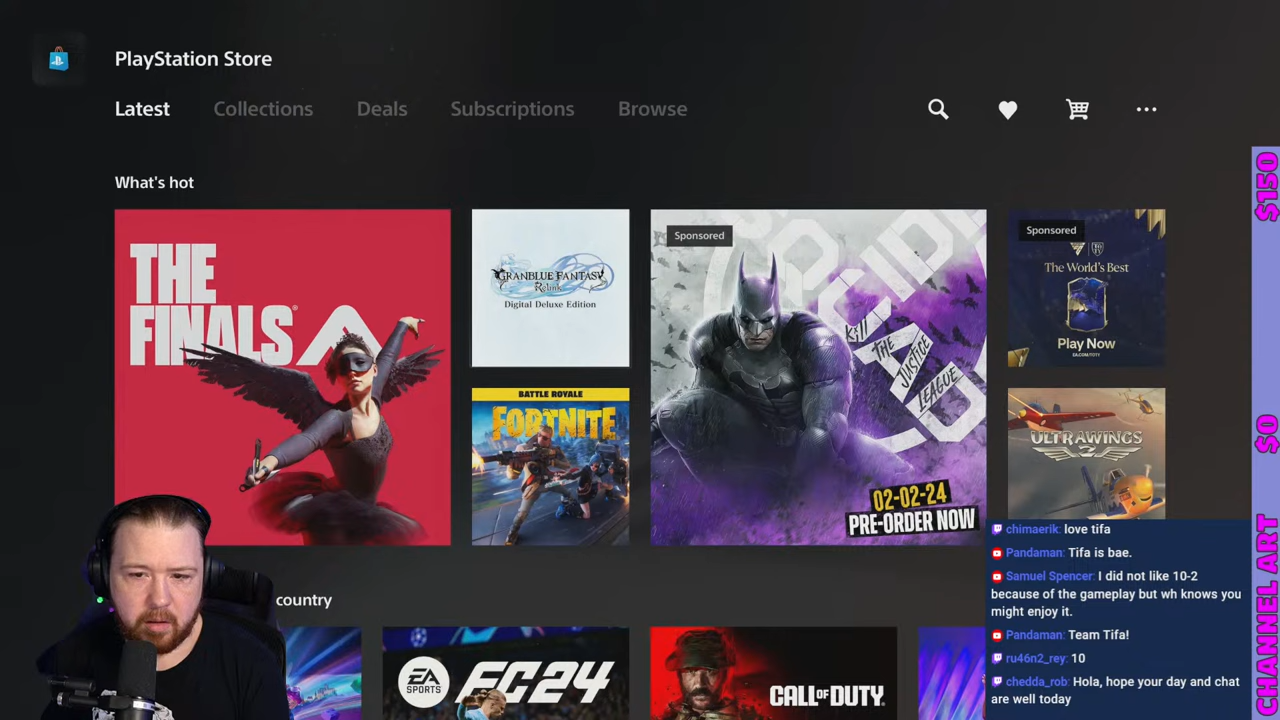 PlayStation Store
Latest
Collections
Deals
Subscriptions
Browse
What's hot
THE
FINALS
GRANBLUE FANTASY
Relink
Digital Deluxe Edition
BATTLE ROYALE
FORTNITE
Sponsored
KILL
THE
JUSTICE
LEAGUE
02-02-24
PRE-ORDER NOW
Sponsored
The World's Best
Play Now
ULTRAWINGS
2
country
EA
SPORTS
FC24
CALL OF DUTY
chimaerik: love tifa
Pandaman: Tifa is bae.
Samuel Spencer: I did not like 10-2
because of the gameplay but wh knows you
might enjoy it.
Pandaman: Team Tifa!
ru46n2_rey: 10
chedda_rob: Hola, hope your day and chat
are well today
$150
$0
CHANNEL ART